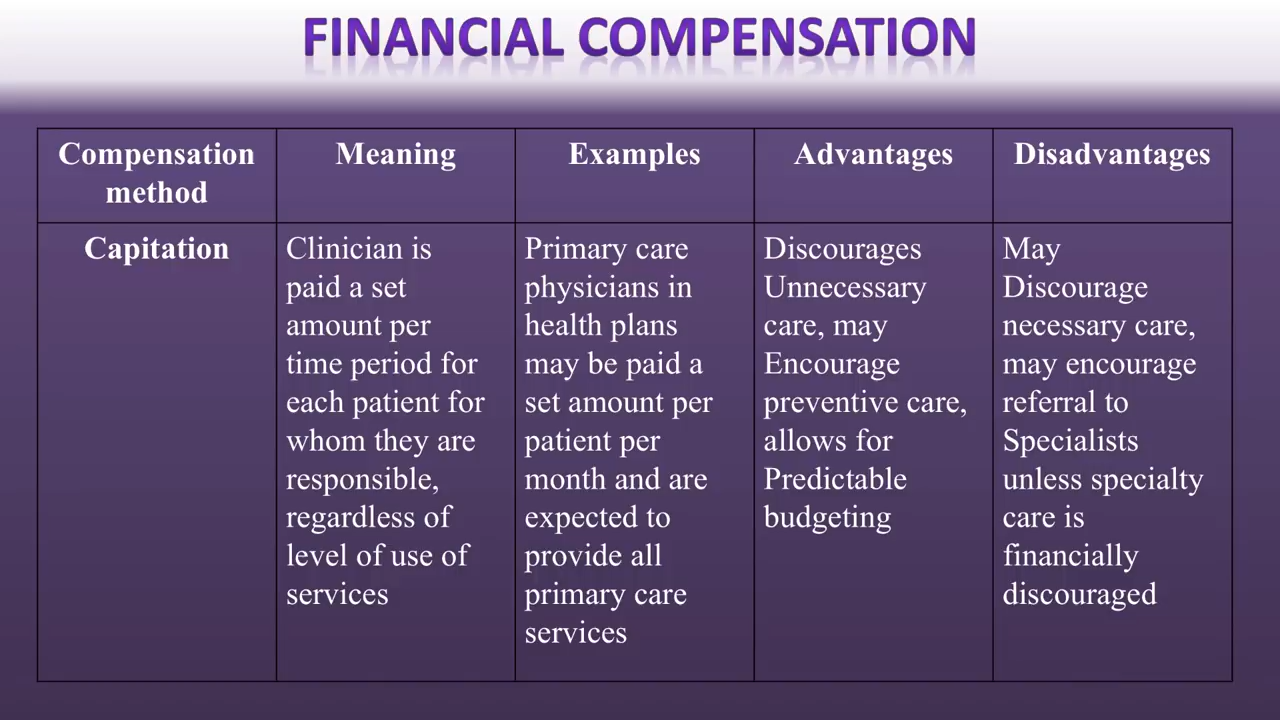 FINANCIAL COMPENSATION
Compensation
method
Meaning
Examples
Advantages
Disadvantages
Capitation
Clinician is
paid a set
amount per
time period for
each patient for
whom they are
responsible,
regardless of
level of use of
services
Primary care
physicians in
health plans
may be paid a
set amount per
patient per
month and are
expected to
provide all
primary care
services
Discourages
Unnecessary
care, may
Encourage
preventive care,
allows for
Predictable
budgeting
May
Discourage
necessary care,
may encourage
referral to
Specialists
unless specialty
care is
financially
discouraged